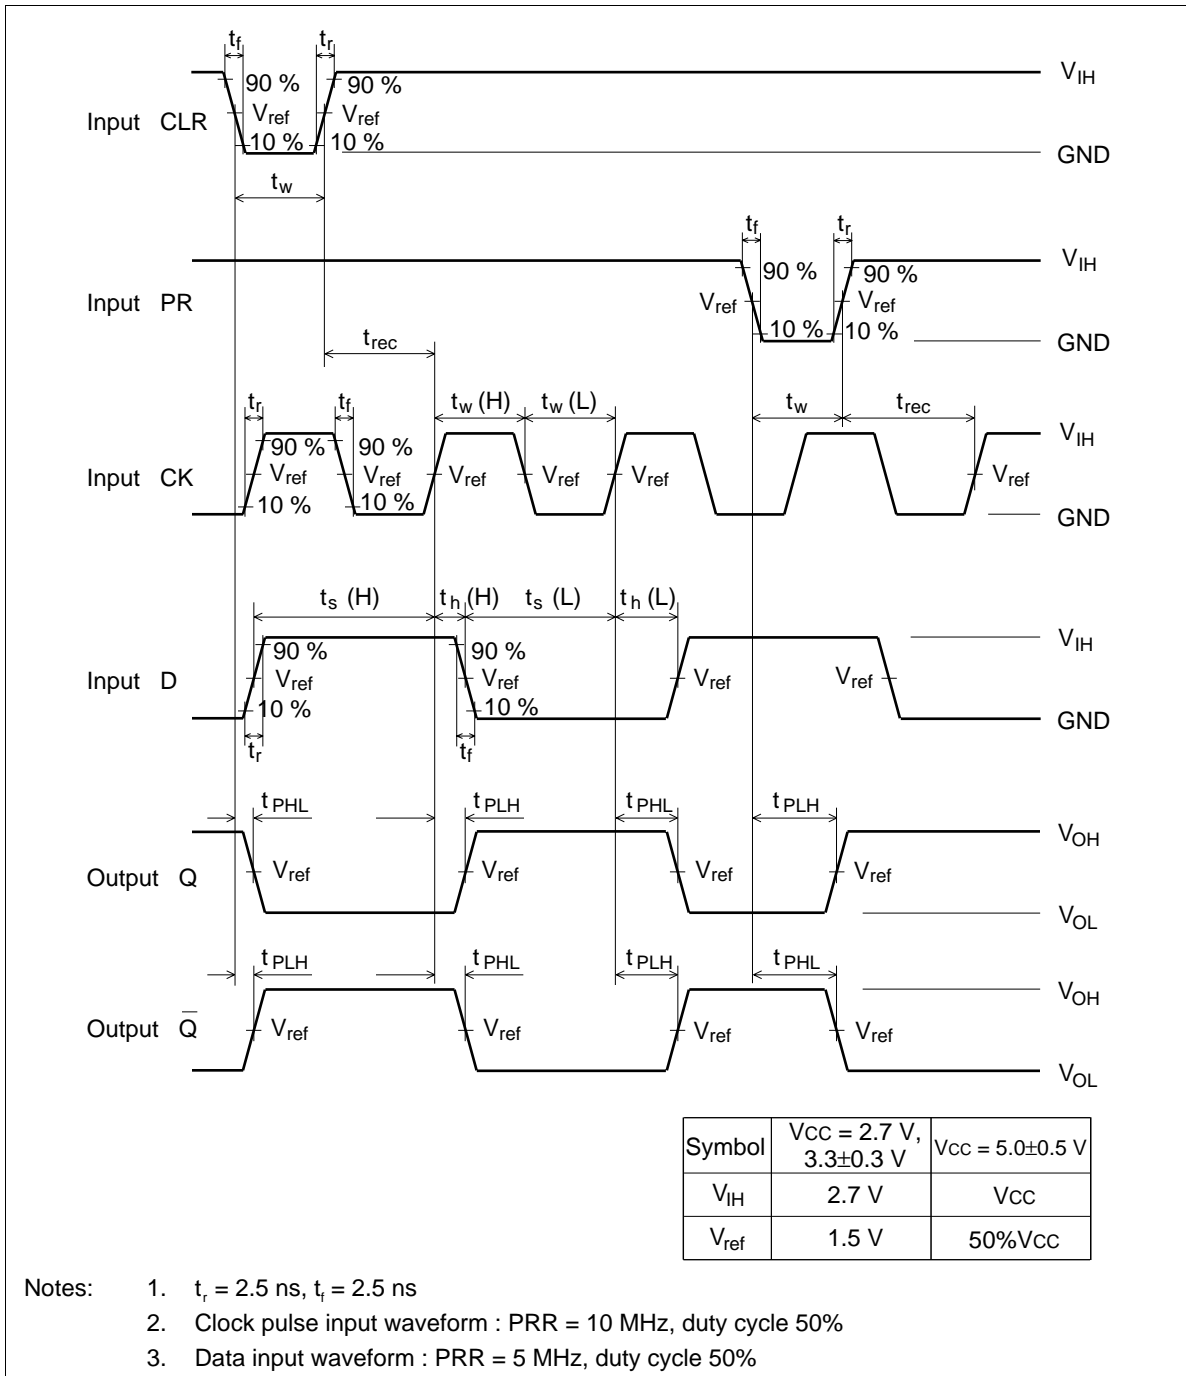 tf tr
90 % 90 %
VIH
Input CLR
Vref Vref
10 % 10 %
GND
tw
tf tr
VIH
90 % 90 %
Input PR
Vref Vref
10 % 10 %
GND
trec
tr tf tw (H) tw (L) tw trec
VIH
90 % 90 %
Input CK
Vref Vref Vref Vref Vref Vref
10 % 10 %
GND
ts (H) th (H) ts (L) th (L)
VIH
90 % 90 %
Input D
Vref Vref Vref Vref
10 % 10 %
GND
tr tf
tPHL tPLH tPHL tPLH
VOH
Output Q
Vref Vref Vref Vref
VOL
tPLH tPHL tPLH tPHL
VOH
Output Q̅
Vref Vref Vref Vref
VOL
Symbol VCC = 2.7 V, 3.3±0.3 V VCC = 5.0±0.5 V
VIH 2.7 V VCC
Vref 1.5 V 50%VCC
Notes: 1. tr = 2.5 ns, tf = 2.5 ns
2. Clock pulse input waveform : PRR = 10 MHz, duty cycle 50%
3. Data input waveform : PRR = 5 MHz, duty cycle 50%